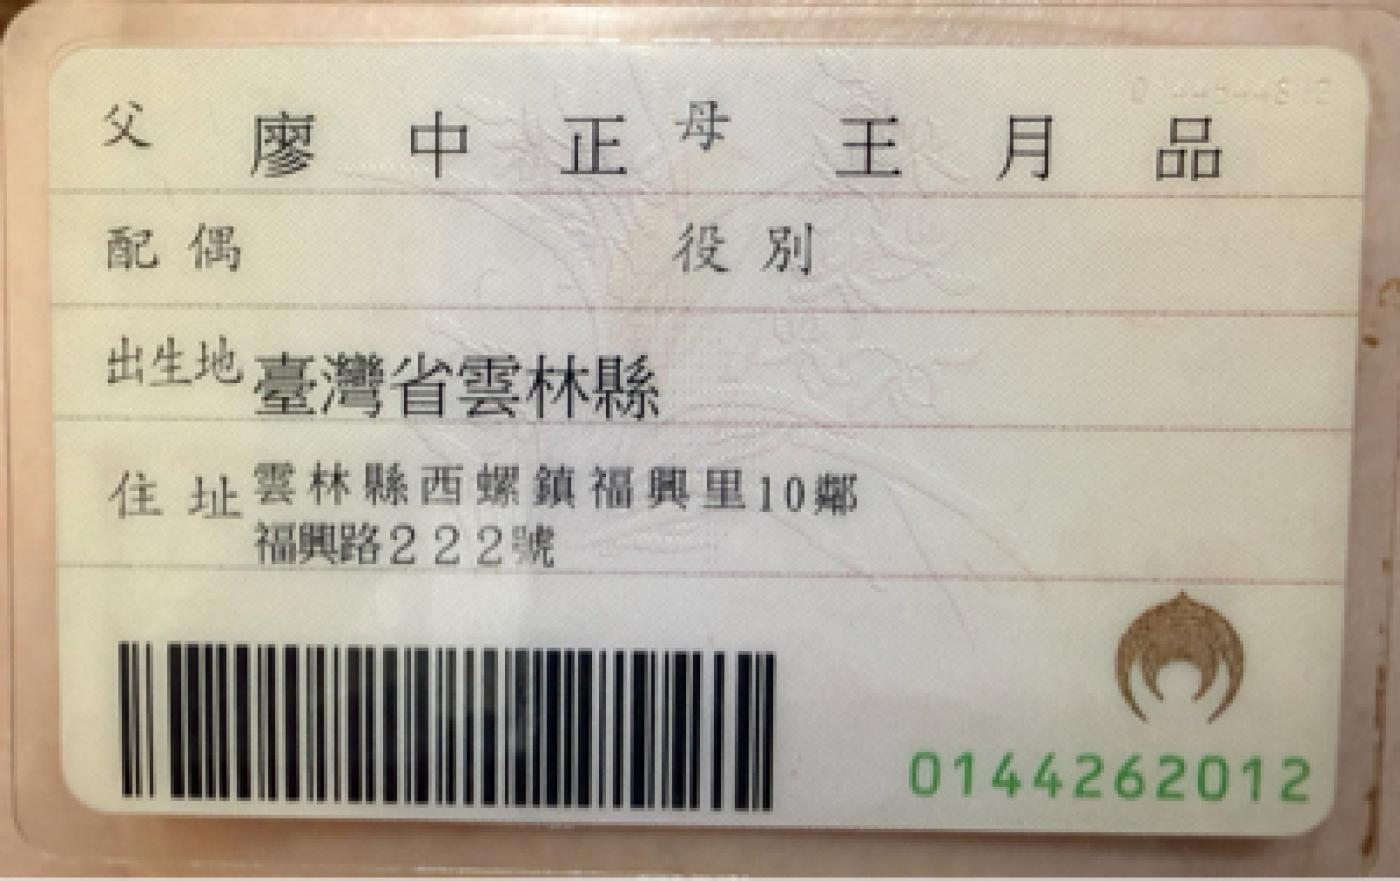 父 廖中正 母 王月品
配偶 役別
出生地 臺灣省雲林縣
住址 雲林縣西螺鎮福興里10鄰
福興路222號
0144262012